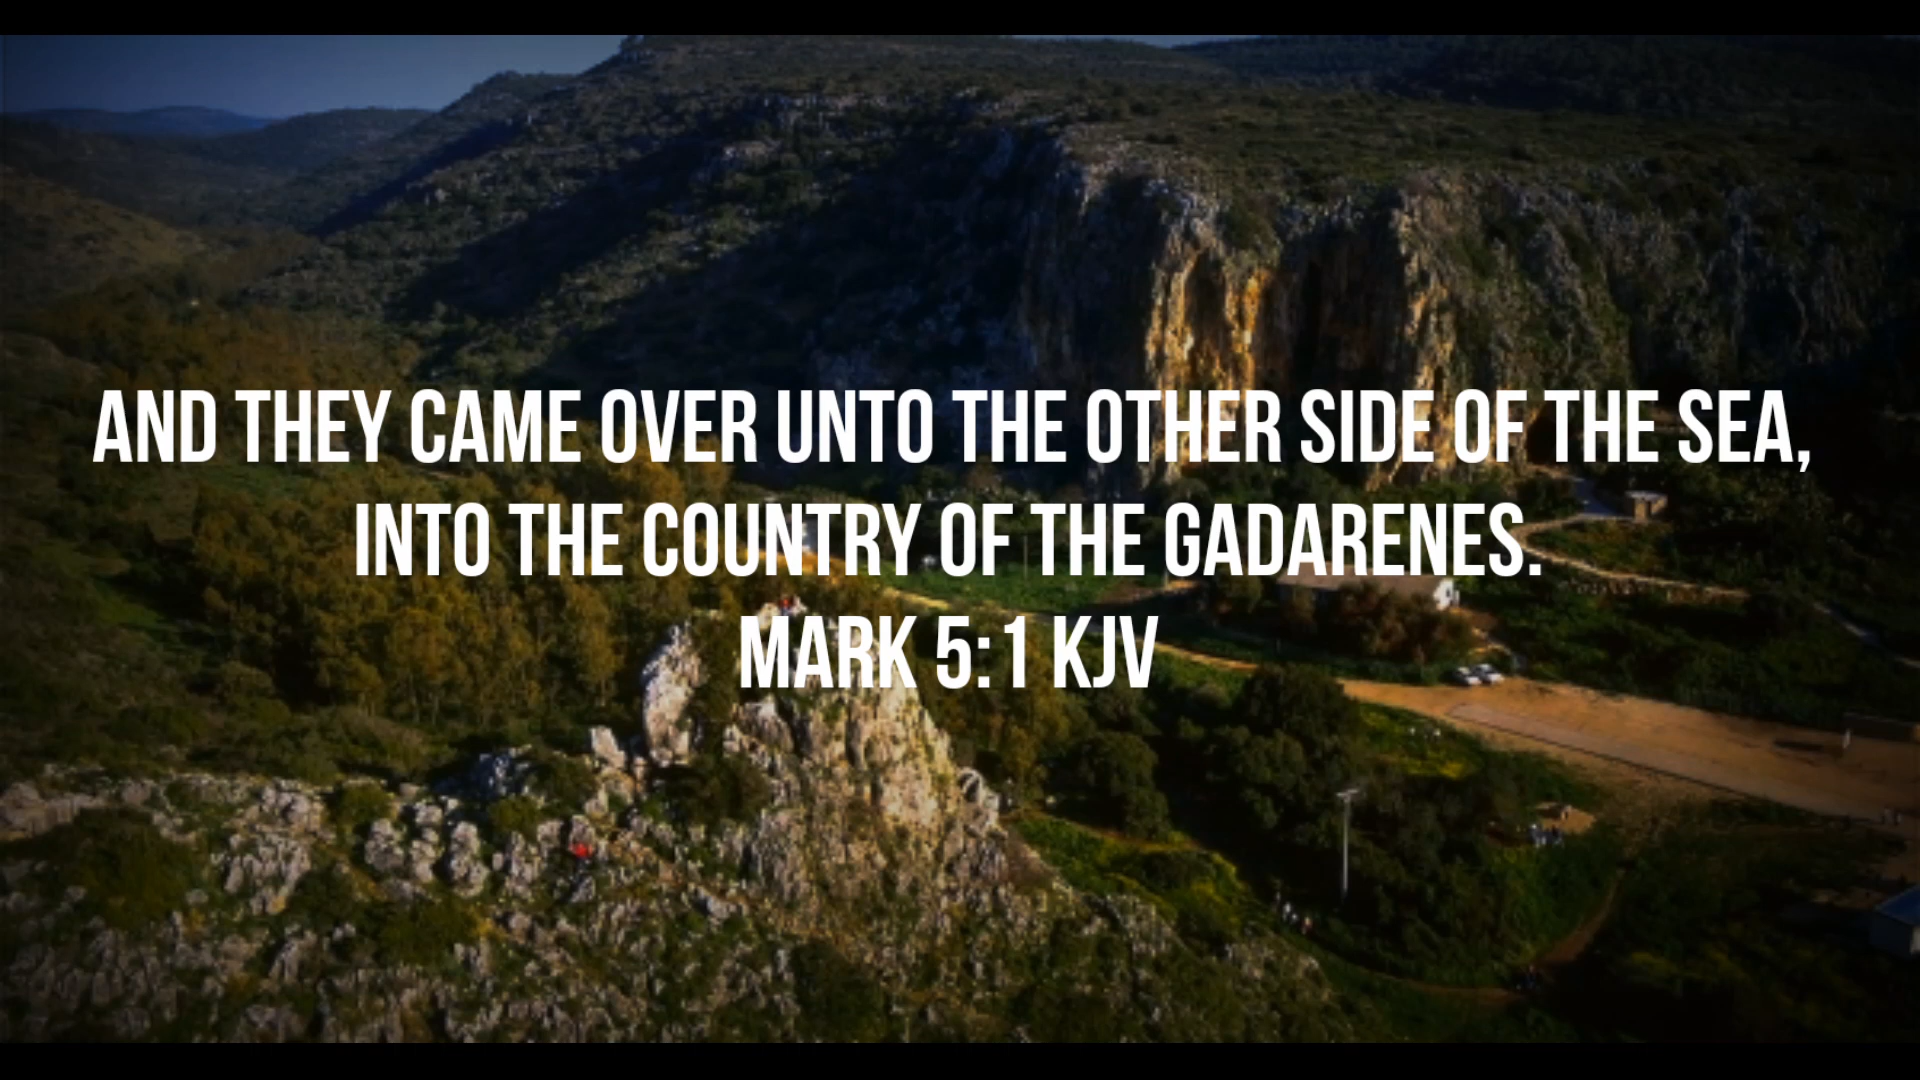 AND THEY CAME OVER UNTO THE OTHER SIDE OF THE SEA,
INTO THE COUNTRY OF THE GADARENES.
MARK 5:1 KJV